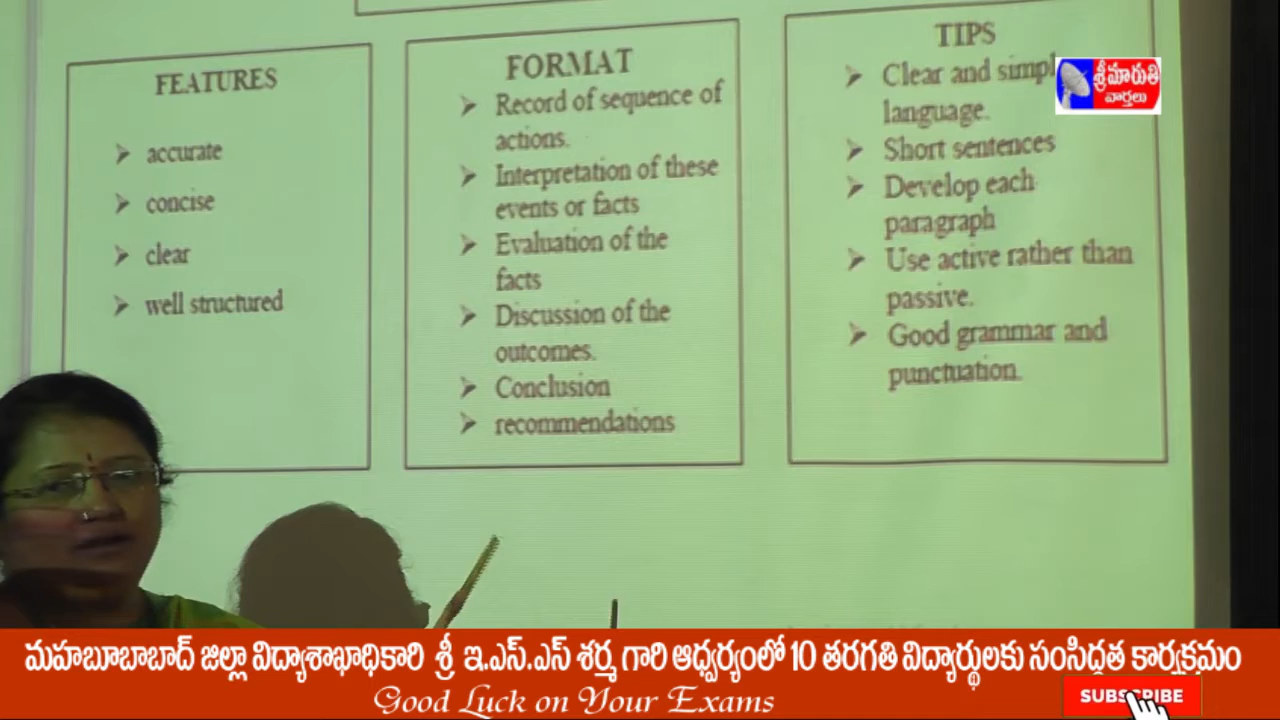 FEATURES
➢ accurate
➢ concise
➢ clear
➢ well structured
FORMAT
➢ Record of sequence of
actions.
➢ Interpretation of these
events or facts
➢ Evaluation of the
facts
➢ Discussion of the
outcomes.
➢ Conclusion
➢ recommendations
TIPS
➢ Clear and simpl
language.
➢ Short sentences
➢ Develop each
paragraph
➢ Use active rather than
passive.
➢ Good grammar and
punctuation.
శ్రీమారుతి
వార్తలు
మహబూబాబాద్ జిల్లా విద్యాశాఖాధికారి శ్రీ ఇ.ఎస్.ఎస్ శర్మ గారి ఆధ్వర్యంలో 10 తరగతి విద్యార్థులకు సంసిద్ధత కార్యక్రమం
Good Luck on Your Exams
SUBSCRIBE